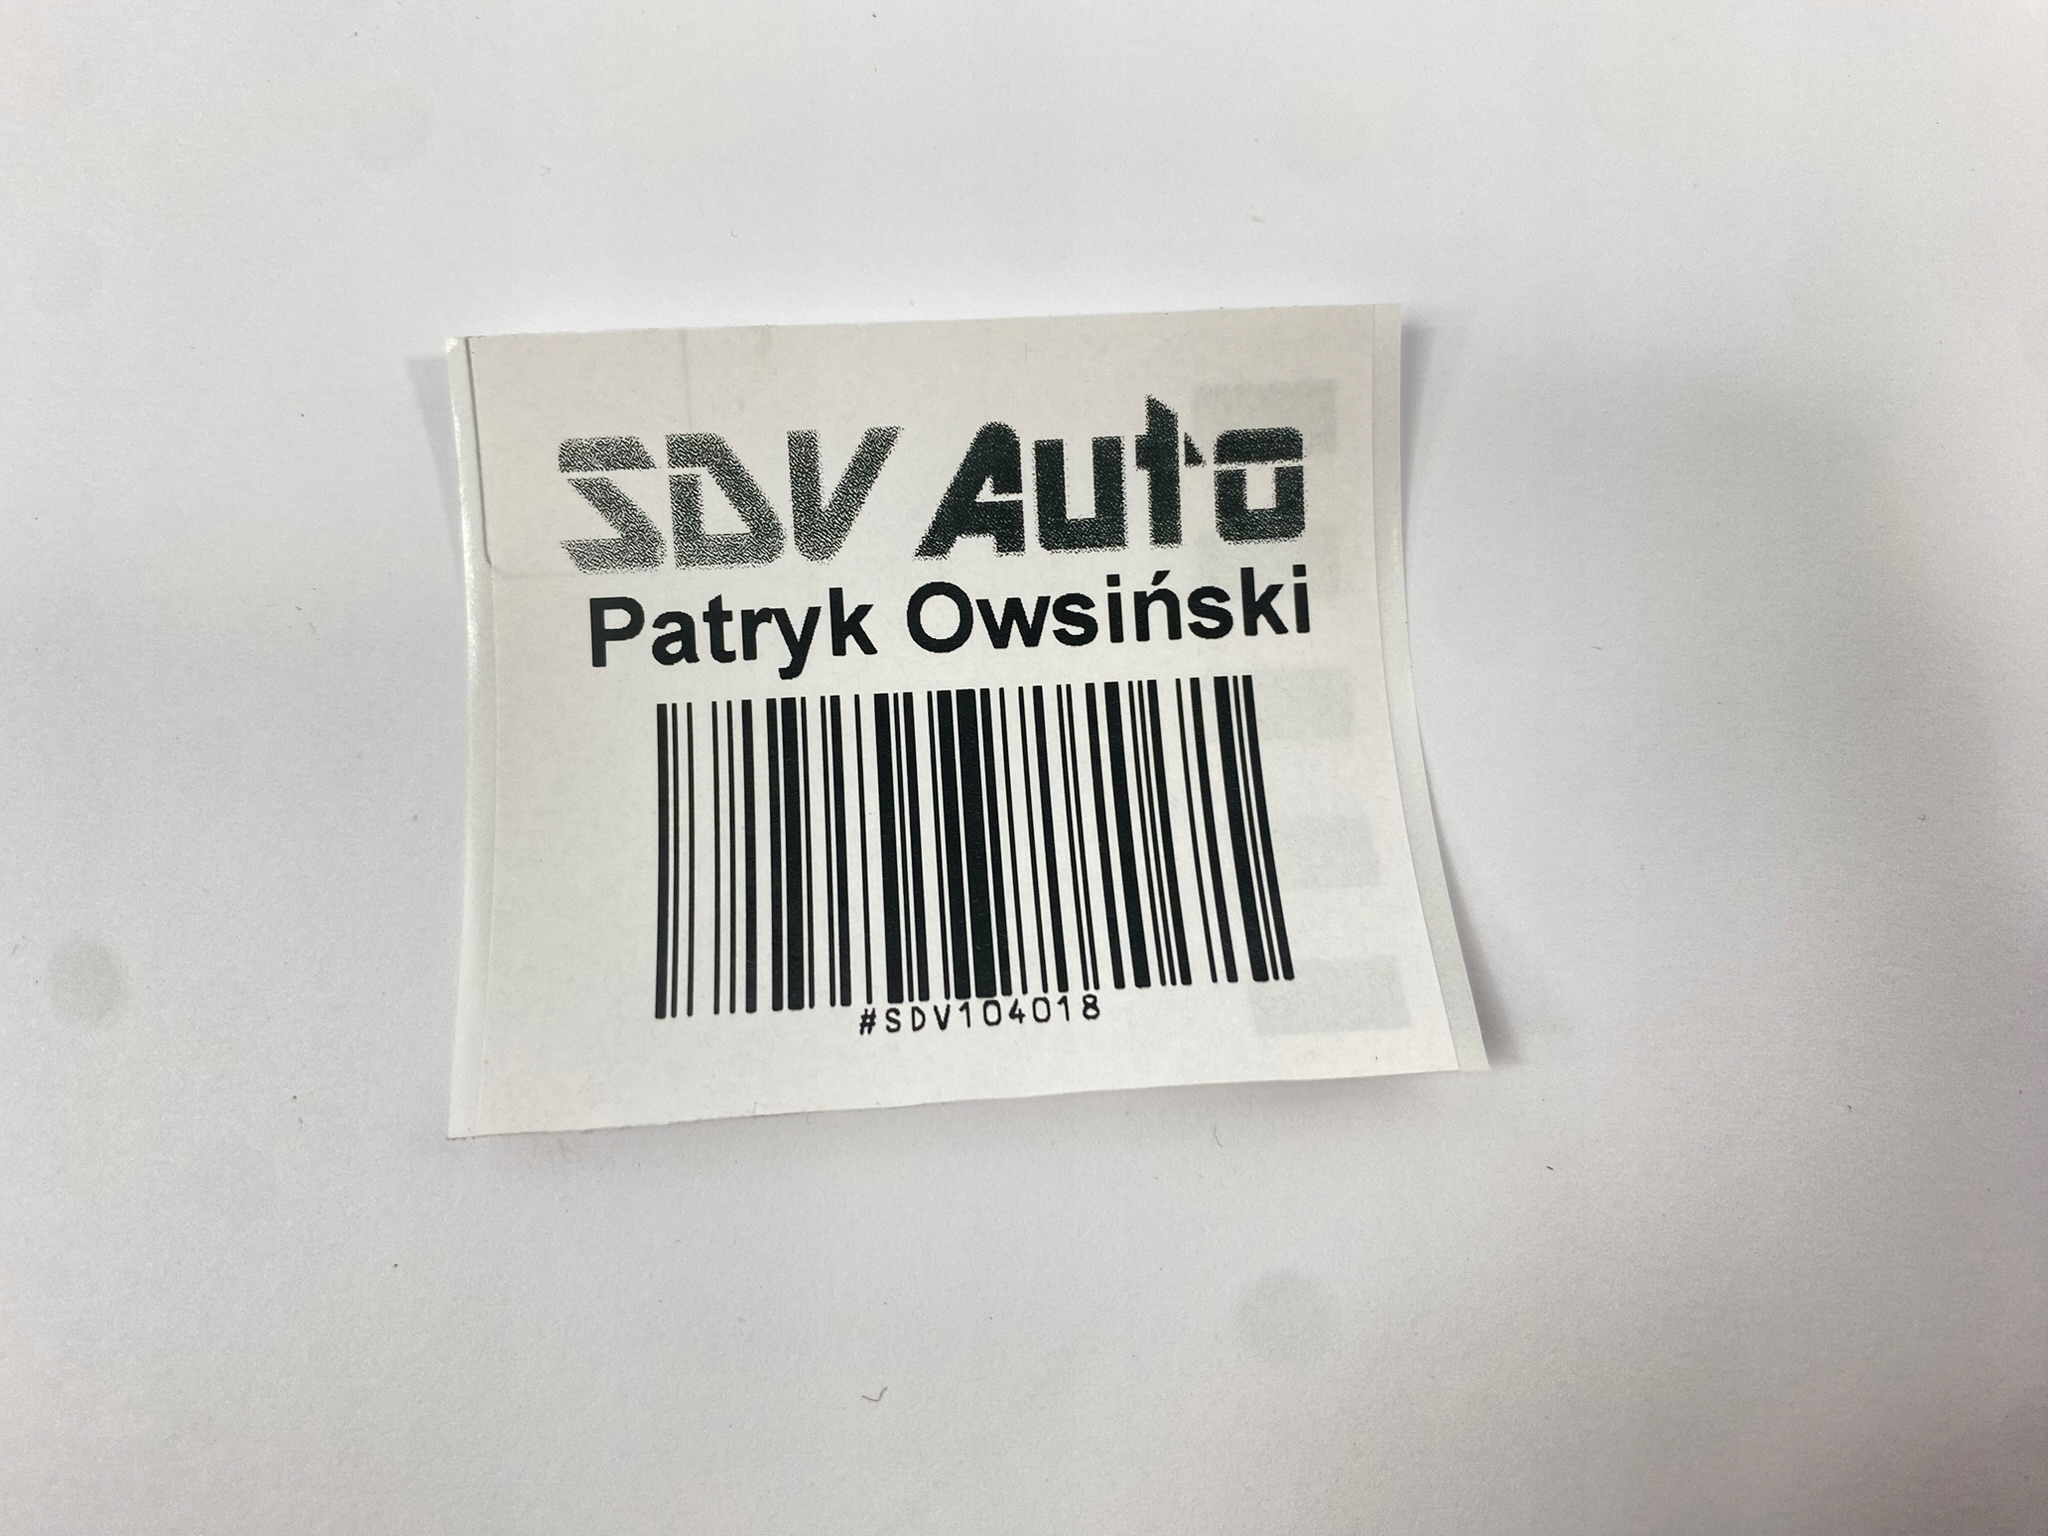 SDV Auto
Patryk Owsiński
#SDV104018